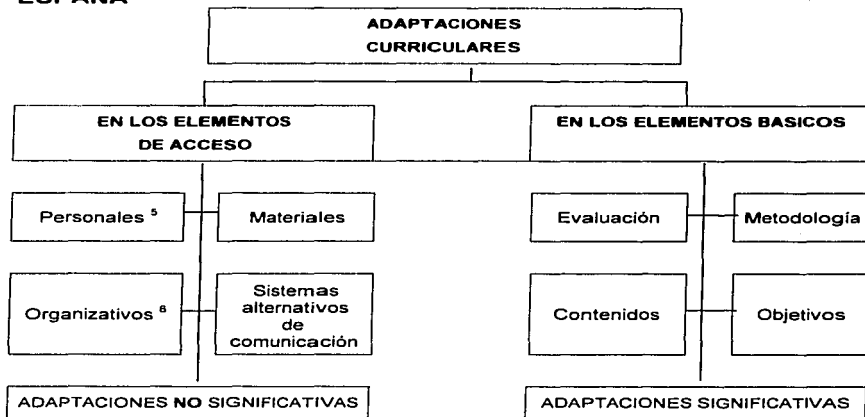 ESPAÑA
ADAPTACIONES
CURRICULARES
EN LOS ELEMENTOS
DE ACCESO
EN LOS ELEMENTOS BASICOS
Personales 5
Materiales
Evaluación
Metodología
Organizativos 6
Sistemas
alternativos
de
comunicación
Contenidos
Objetivos
ADAPTACIONES NO SIGNIFICATIVAS
ADAPTACIONES SIGNIFICATIVAS